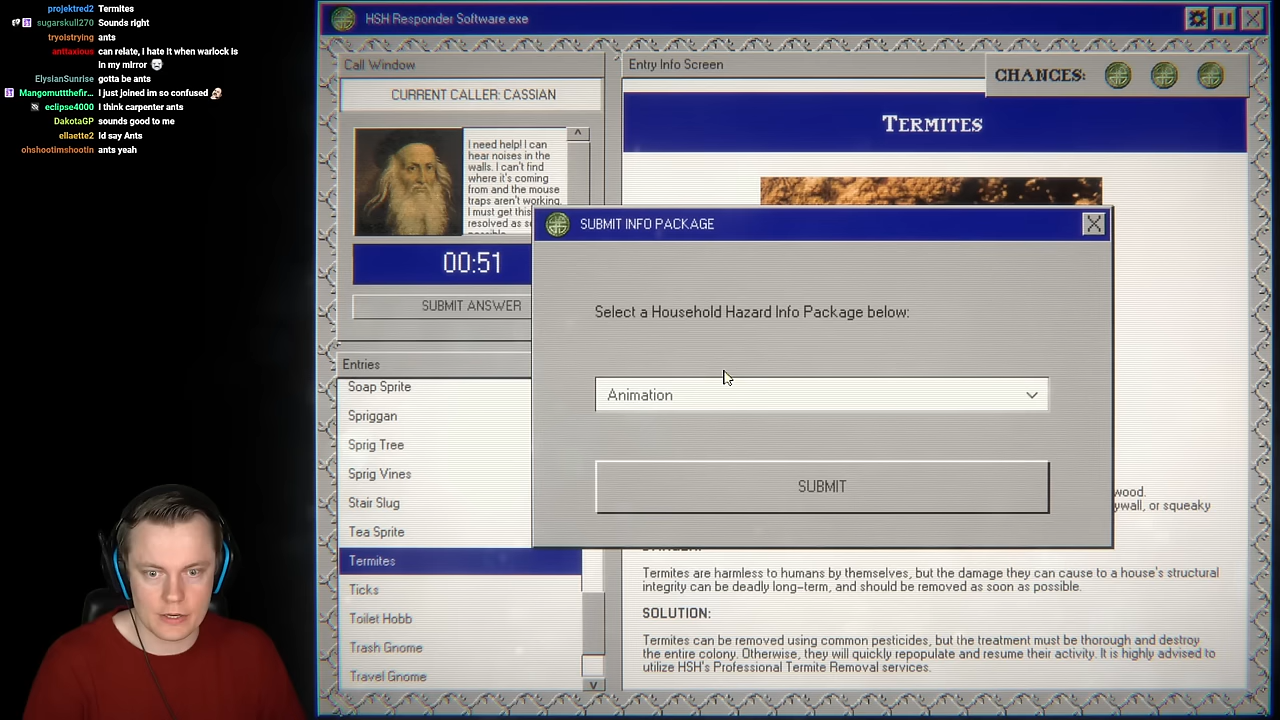 projektred2 Termites
sugarskull270 Sounds right
tryoistrying ants
anttaxious can relate, I hate it when warlock is
in my mirror
ElysianSunrise gotta be ants
Mangomutthefir... I just joined im so confused
eclipse4000 I think carpenter ants
DakotaGP sounds good to me
ellaette2 Id say Ants
ohshootimshootin ants yeah
HSH Responder Software.exe
Call Window
CURRENT CALLER: CASSIAN
I need help! I can
hear noises in the
walls. I can't find
where it's coming
from and the mouse
traps aren't working.
I must get this
resolved as s
00:51
SUBMIT ANSWER
Entries
Soap Sprite
Spriggan
Sprig Tree
Sprig Vines
Stair Slug
Tea Sprite
Termites
Ticks
Toilet Hobb
Trash Gnome
Travel Gnome
Entry Info Screen
CHANCES:
TERMITES
SUBMIT INFO PACKAGE
Select a Household Hazard Info Package below:
Animation
SUBMIT
wood.
ywall, or squeaky
Termites are harmless to humans by themselves, but the damage they can cause to a house's structural
integrity can be deadly long-term, and should be removed as soon as possible.
SOLUTION:
Termites can be removed using common pesticides, but the treatment must be thorough and destroy
the entire colony. Otherwise, they will quickly repopulate and resume their activity. It is highly advised to
utilize HSH's Professional Termite Removal services.